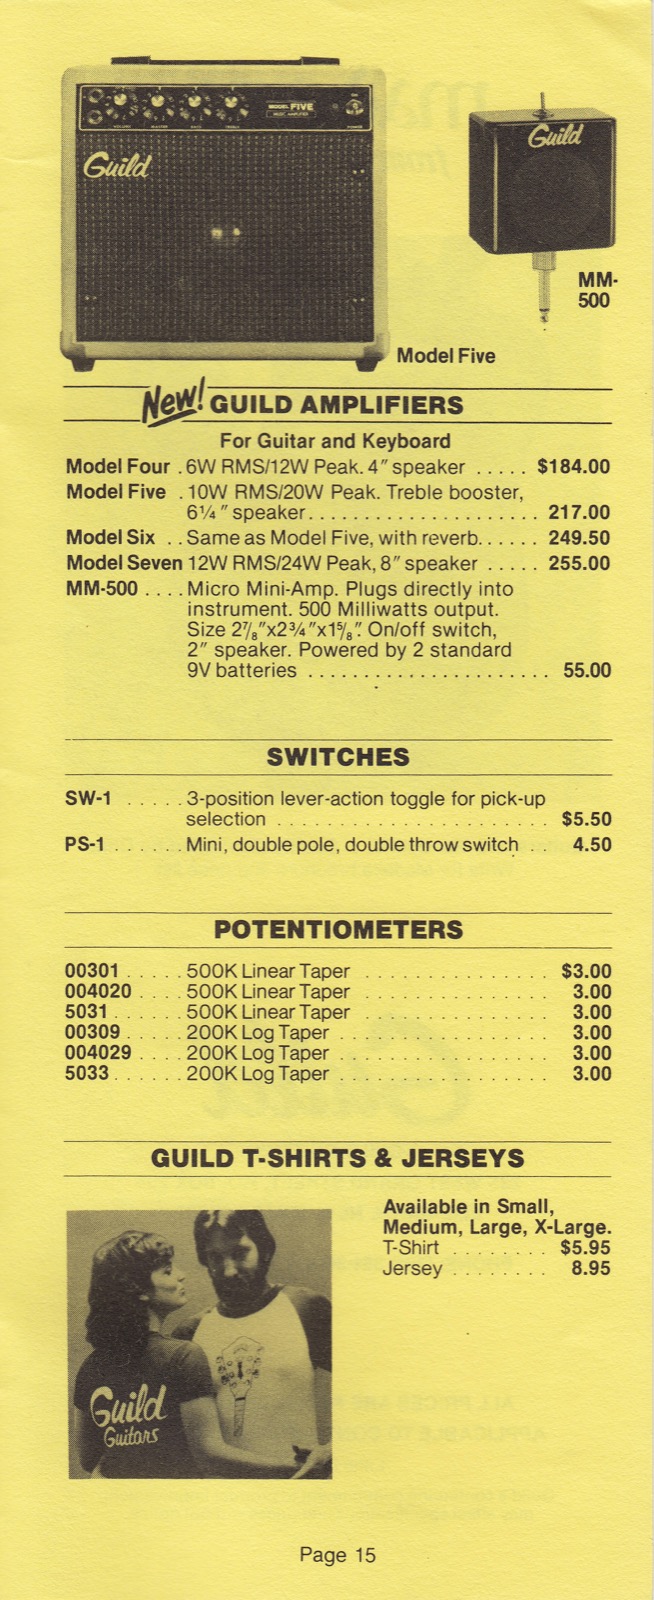 Guild
MODEL FIVE
Guild
MM-
500
Model Five
New! GUILD AMPLIFIERS
For Guitar and Keyboard
Model Four . 6W RMS/12W Peak. 4″ speaker . . . . . $184.00
Model Five . 10W RMS/20W Peak. Treble booster,
6¼″ speaker . . . . . . . . . . . . . . . . . . . . 217.00
Model Six . . Same as Model Five, with reverb. . . . . . 249.50
Model Seven 12W RMS/24W Peak, 8″ speaker . . . . . 255.00
MM-500 . . . . Micro Mini-Amp. Plugs directly into
instrument. 500 Milliwatts output.
Size 2⅞″x2¾″x1⅝″. On/off switch,
2″ speaker. Powered by 2 standard
9V batteries . . . . . . . . . . . . . . . . . . . . . 55.00
SWITCHES
SW-1 . . . . . 3-position lever-action toggle for pick-up
selection . . . . . . . . . . . . . . . . . . . . . . . $5.50
PS-1 . . . . . . Mini, double pole, double throw switch . . 4.50
POTENTIOMETERS
00301 . . . . . 500K Linear Taper . . . . . . . . . . . . . . . $3.00
004020 . . . . 500K Linear Taper . . . . . . . . . . . . . . . 3.00
5031 . . . . . . 500K Linear Taper . . . . . . . . . . . . . . . 3.00
00309 . . . . . 200K Log Taper . . . . . . . . . . . . . . . . . 3.00
004029 . . . . 200K Log Taper . . . . . . . . . . . . . . . . . 3.00
5033 . . . . . . 200K Log Taper . . . . . . . . . . . . . . . . . 3.00
GUILD T-SHIRTS & JERSEYS
Available in Small,
Medium, Large, X-Large.
T-Shirt . . . . . . . . $5.95
Jersey . . . . . . . . 8.95
Guild
Guitars
Page 15